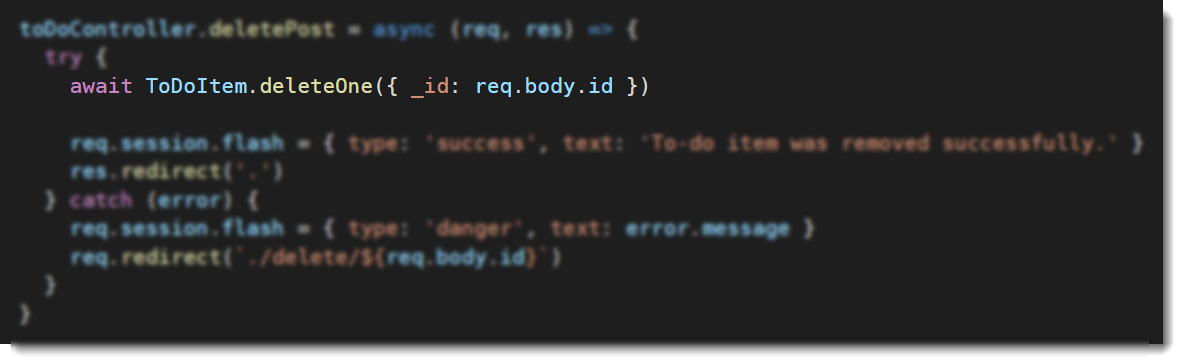 toDoController.deletePost = async (req, res) => {
try {
await ToDoItem.deleteOne({ _id: req.body.id })
req.session.flash = { type: 'success', text: 'To-do item was removed successfully.' }
res.redirect('.')
} catch (error) {
req.session.flash = { type: 'danger', text: error.message }
req.redirect(`./delete/${req.body.id}`)
}
}